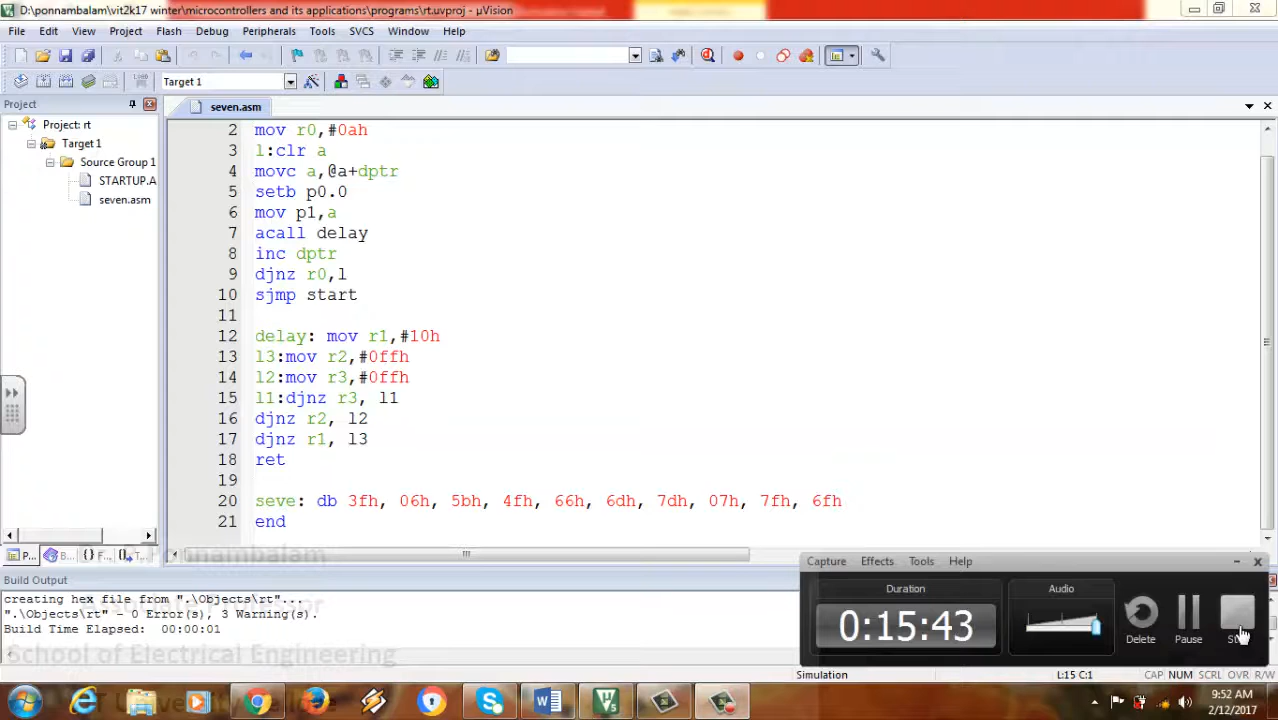 D:\ponnambalam\vit2k17 winter\microcontrollers and its applications\programs\rt.uvproj - µVision
File Edit View Project Flash Debug Peripherals Tools SVCS Window Help
Target 1
Project
seven.asm
Project: rt
Target 1
Source Group 1
STARTUP.A
seven.asm
2 mov r0,#0ah
3 l:clr a
4 movc a,@a+dptr
5 setb p0.0
6 mov p1,a
7 acall delay
8 inc dptr
9 djnz r0,l
10 sjmp start
11
12 delay: mov r1,#10h
13 l3:mov r2,#0ffh
14 l2:mov r3,#0ffh
15 l1:djnz r3, l1
16 djnz r2, l2
17 djnz r1, l3
18 ret
19
20 seve: db 3fh, 06h, 5bh, 4fh, 66h, 6dh, 7dh, 07h, 7fh, 6fh
21 end
P... B... {} F... T...
Ponnambalam
Build Output
creating hex file from ".\Objects\rt"...
".\Objects\rt" - 0 Error(s), 3 Warning(s).
Build Time Elapsed: 00:00:01
School of Electrical Engineering
Capture Effects Tools Help
Duration
Audio
0:15:43
Delete
Pause
Simulation
L:15 C:1
CAP NUM SCRL OVR R/W
9:52 AM
2/12/2017